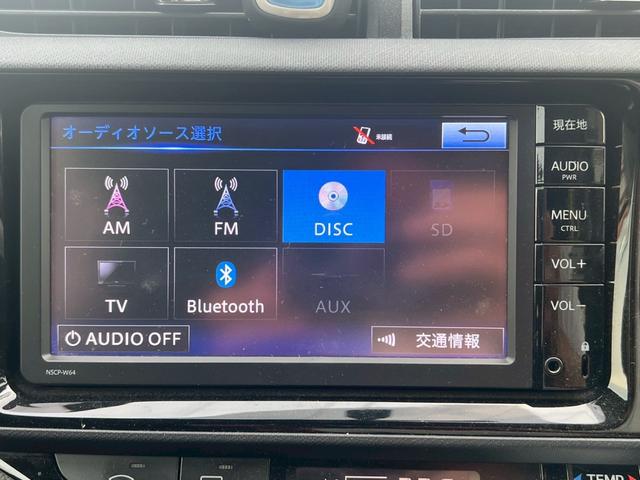 オーディオソース選択
未接続
現在地
AM
FM
DISC
SD
AUDIO
PWR
MENU
CTRL
TV
Bluetooth
AUX
VOL+
VOL−
AUDIO OFF
交通情報
NSCP-W64
TEMP